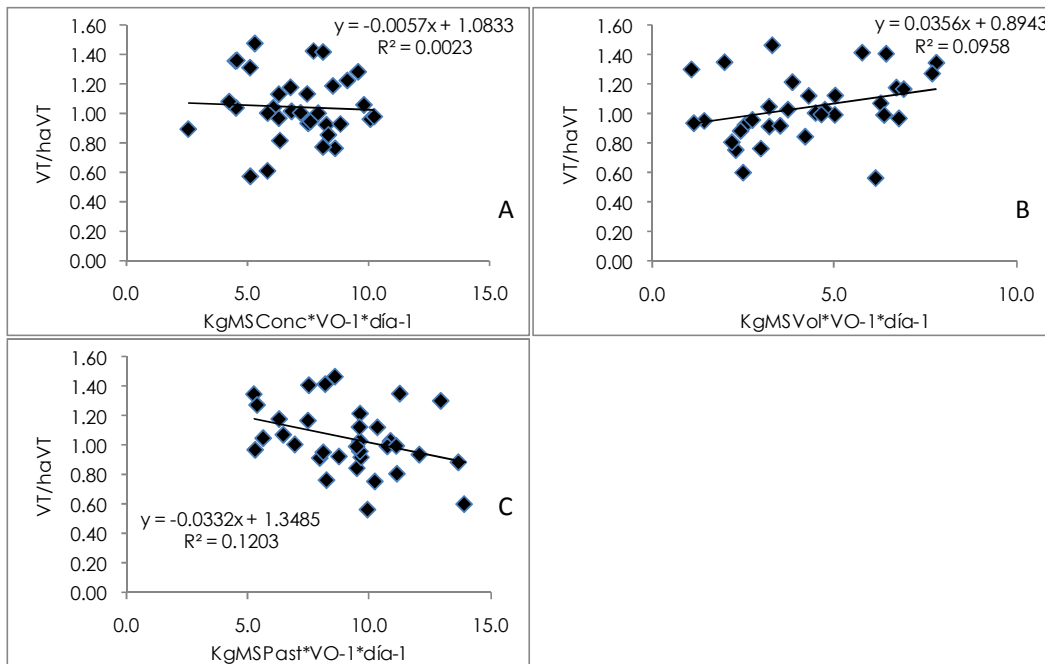 y = -0.0057x + 1.0833
R² = 0.0023
1.60
1.40
1.20
1.00
0.80
0.60
0.40
0.20
0.00
VT/haVT
A
0.0 5.0 10.0 15.0
KgMSConc*VO-1*día-1
y = 0.0356x + 0.8943
R² = 0.0958
1.60
1.40
1.20
1.00
0.80
0.60
0.40
0.20
0.00
VT/haVT
B
0.0 5.0 10.0
KgMSVol*VO-1*día-1
1.60
1.40
1.20
1.00
0.80
0.60
0.40
0.20
0.00
VT/haVT
C
y = -0.0332x + 1.3485
R² = 0.1203
0.0 5.0 10.0 15.0
KgMSPast*VO-1*día-1